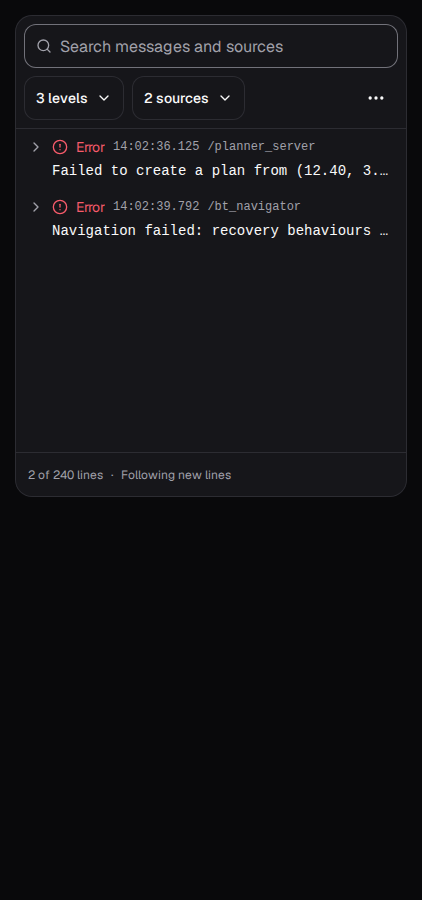 Search messages and sources
3 levels
2 sources
Error 14:02:36.125 /planner_server
Failed to create a plan from (12.40, 3.…
Error 14:02:39.792 /bt_navigator
Navigation failed: recovery behaviours …
2 of 240 lines · Following new lines